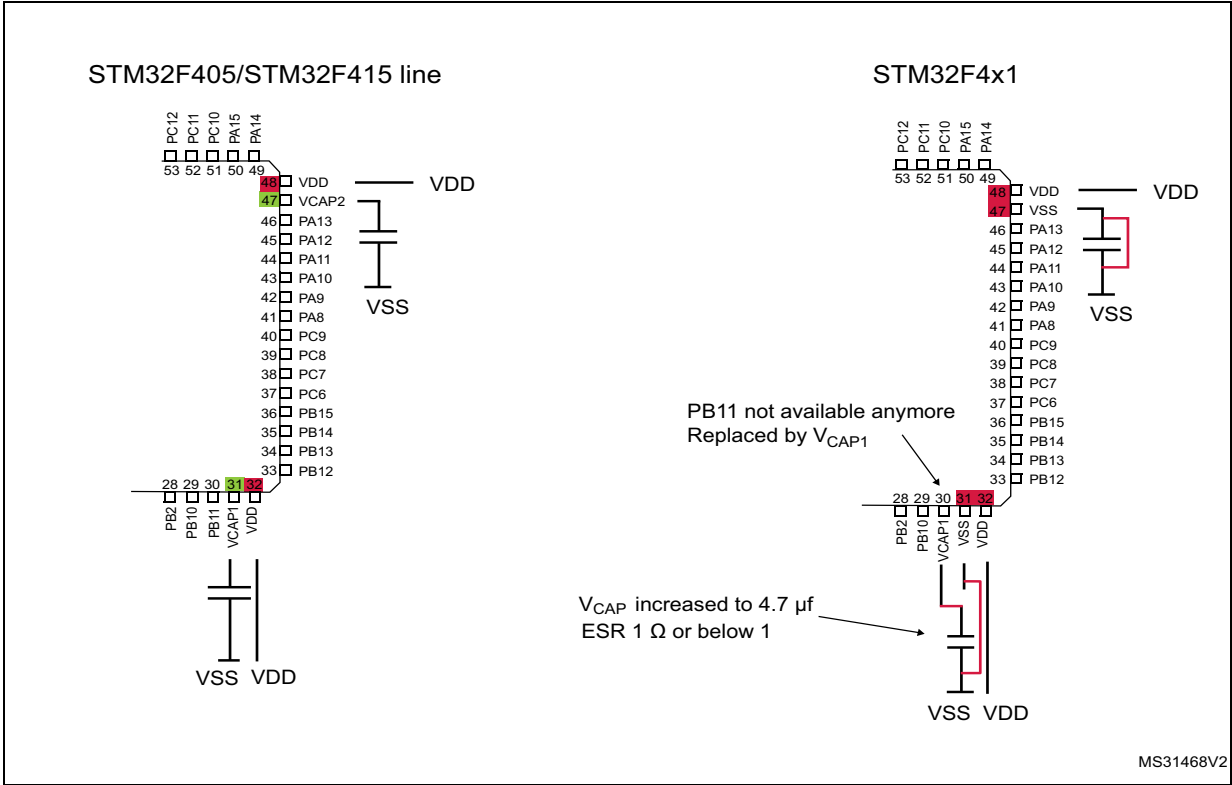 STM32F405/STM32F415 line
PC12
PC11
PC10
PA15
PA14
53 52 51 50 49
48 VDD
VDD
47 VCAP2
46 PA13
45 PA12
44 PA11
43 PA10
42 PA9
41 PA8
40 PC9
39 PC8
38 PC7
37 PC6
36 PB15
35 PB14
34 PB13
33 PB12
VSS
28 29 30 31 32
PB2
PB10
PB11
VCAP1
VDD
VSS VDD
STM32F4x1
PC12
PC11
PC10
PA15
PA14
53 52 51 50 49
48 VDD
VDD
47 VSS
46 PA13
45 PA12
44 PA11
43 PA10
42 PA9
41 PA8
40 PC9
39 PC8
38 PC7
37 PC6
36 PB15
35 PB14
34 PB13
33 PB12
VSS
PB11 not available anymore
Replaced by VCAP1
28 29 30 31 32
PB2
PB10
VCAP1
VSS
VDD
VCAP increased to 4.7 µf
ESR 1 Ω or below 1
VSS VDD
MS31468V2